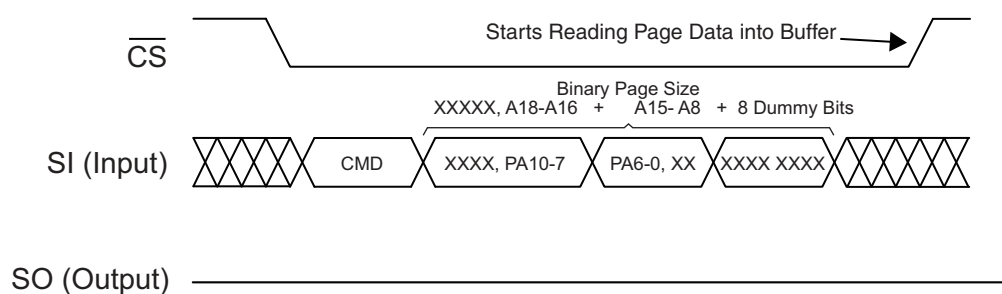 Starts Reading Page Data into Buffer
CS
Binary Page Size
XXXXX, A18-A16 + A15- A8 + 8 Dummy Bits
SI (Input) CMD XXXX, PA10-7 PA6-0, XX XXXX XXXX
SO (Output)